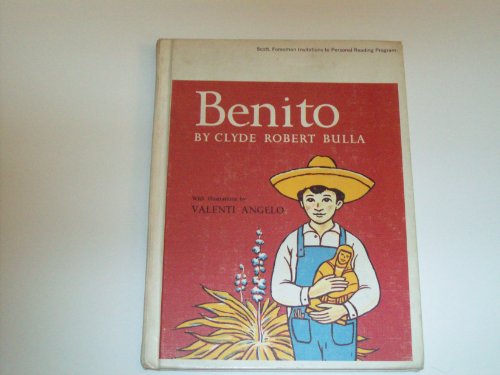 Scott, Foresman Invitations to Personal Reading Program
Benito
BY CLYDE ROBERT BULLA
With illustrations by
VALENTI ANGELO